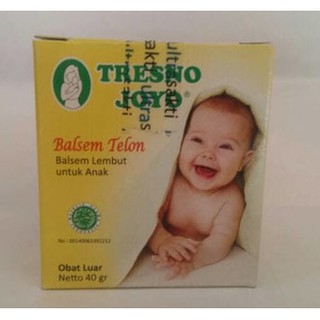 TRESNO
JOYO®
Balsem Telon
Balsem Lembut
untuk Anak
Obat Luar
Netto 40 gr